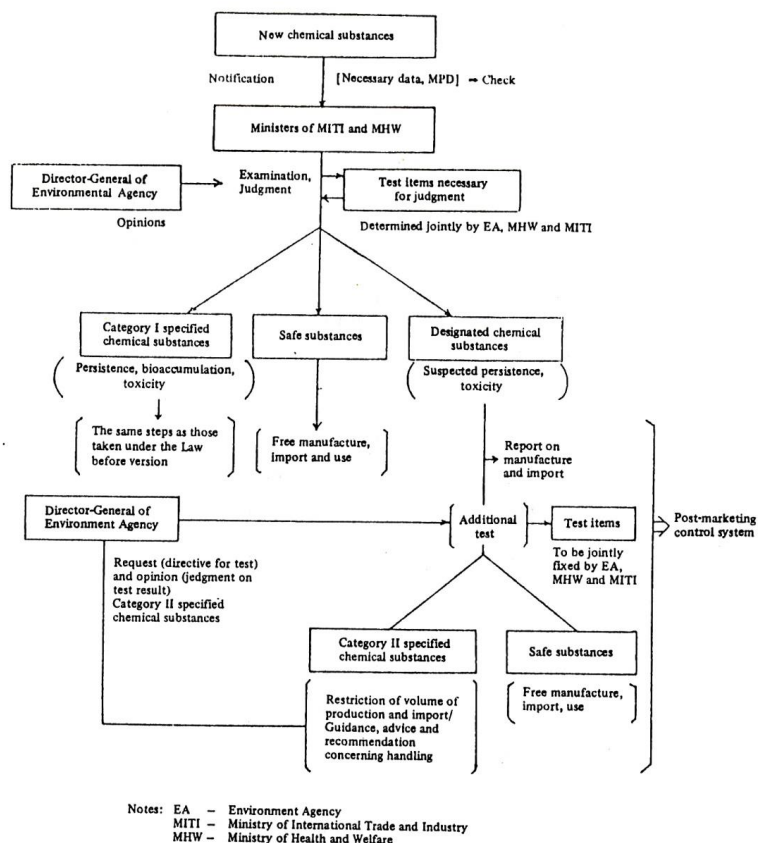 New chemical substances
Notification
[Necessary data, MPD] → Check
Ministers of MITI and MHW
Director-General of
Environmental Agency
Opinions
Examination,
Judgment
Test items necessary
for judgment
Determined jointly by EA, MHW and MITI
Category I specified
chemical substances
(Persistence, bioaccumulation,
toxicity)
[The same steps as those
taken under the Law
before version]
Safe substances
[Free manufacture,
import and use]
Designated chemical
substances
(Suspected persistence,
toxicity)
Report on
manufacture
and import
Director-General of
Environment Agency
[Additional
test]
Test items
To be jointly
fixed by EA,
MHW and MITI
Post-marketing
control system
Request (directive for test)
and opinion (judgment on
test result)
Category II specified
chemical substances
Category II specified
chemical substances
[Restriction of volume of
production and import/
Guidance, advice and
recommendation
concerning handling]
Safe substances
[Free manufacture,
import, use]
Notes: EA – Environment Agency
MITI – Ministry of International Trade and Industry
MHW – Ministry of Health and Welfare